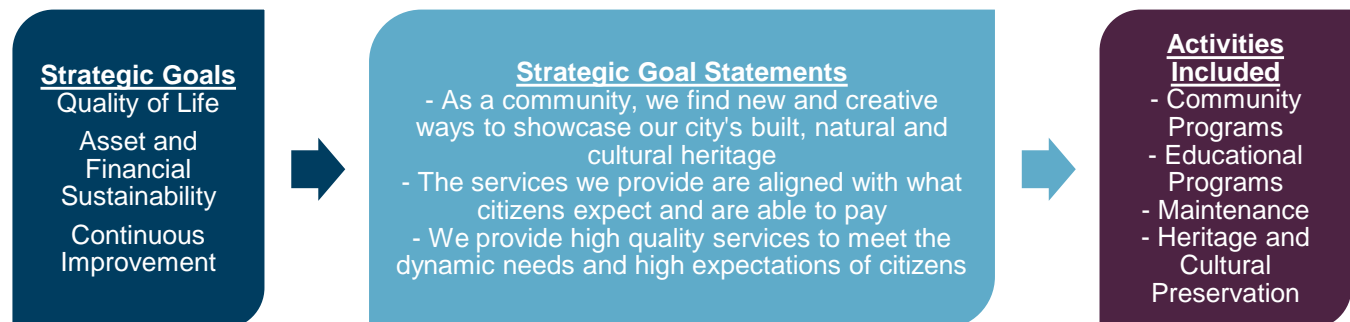 Strategic Goals
Quality of Life
Asset and
Financial
Sustainability
Continuous
Improvement
Strategic Goal Statements
- As a community, we find new and creative
ways to showcase our city's built, natural and
cultural heritage
- The services we provide are aligned with what
citizens expect and are able to pay
- We provide high quality services to meet the
dynamic needs and high expectations of citizens
Activities
Included
- Community
Programs
- Educational
Programs
- Maintenance
- Heritage and
Cultural
Preservation